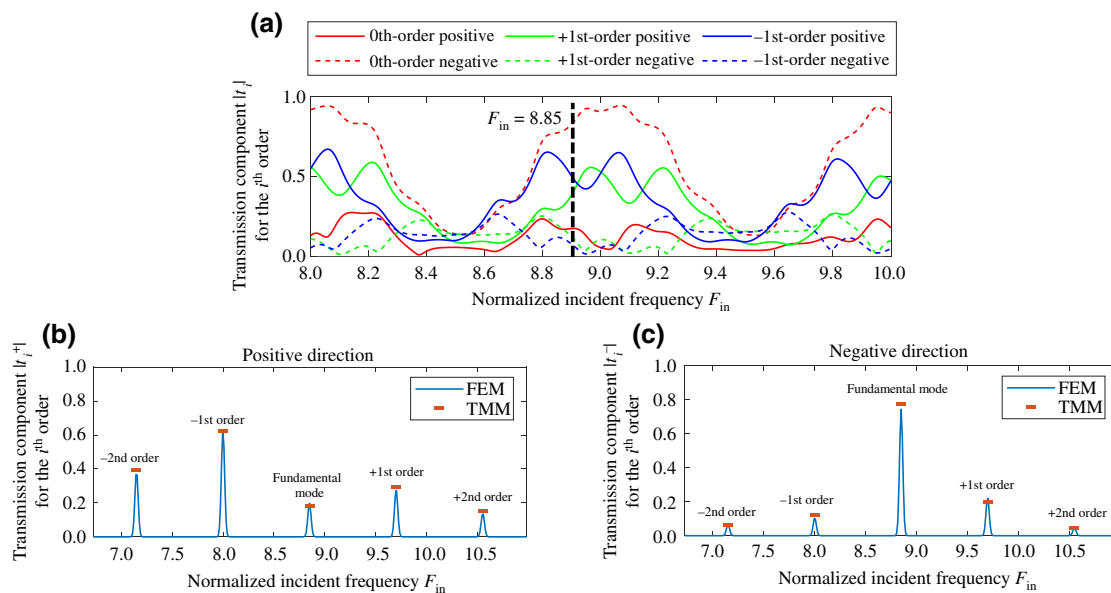 (a)
0th-order positive +1st-order positive –1st-order positive
0th-order negative +1st-order negative –1st-order negative
Transmission component |t_i|
for the i^th order
1.0
0.5
0.0
F_in = 8.85
8.0 8.2 8.4 8.6 8.8 9.0 9.2 9.4 9.6 9.8 10.0
Normalized incident frequency F_in
(b)
Positive direction
Transmission component |t_i^+|
for the i^th order
1.0
0.8
0.6
0.4
0.2
0.0
FEM
TMM
–2nd order
–1st order
Fundamental
mode
+1st order
+2nd order
7.0 7.5 8.0 8.5 9.0 9.5 10.0 10.5
Normalized incident frequency F_in
(c)
Negative direction
Transmission component |t_i^–|
for the i^th order
1.0
0.8
0.6
0.4
0.2
0.0
FEM
TMM
Fundamental mode
–2nd order
–1st order
+1st order
+2nd order
7.0 7.5 8.0 8.5 9.0 9.5 10.0 10.5
Normalized incident frequency F_in